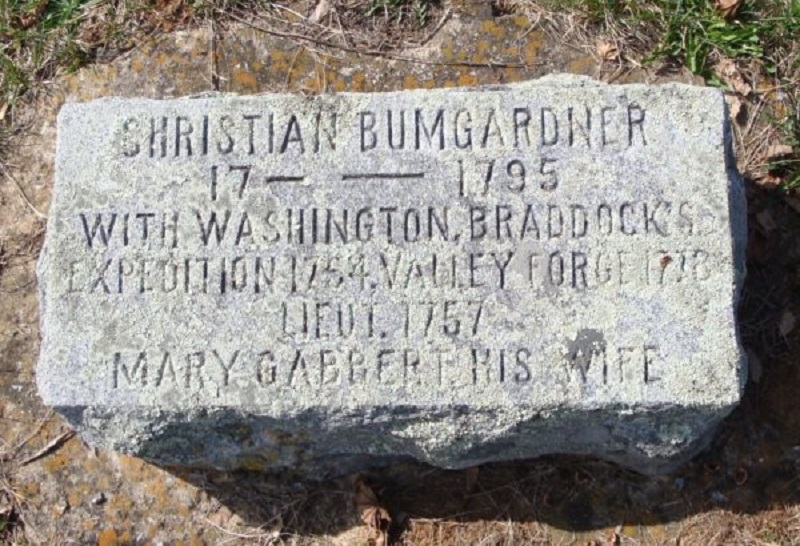 CHRISTIAN BUMGARDNER
17 — — 1795
WITH WASHINGTON, BRADDOCK'S
EXPEDITION 1754, VALLEY FORGE 1778
LIEUT. 1757
MARY GABBERT, HIS WIFE